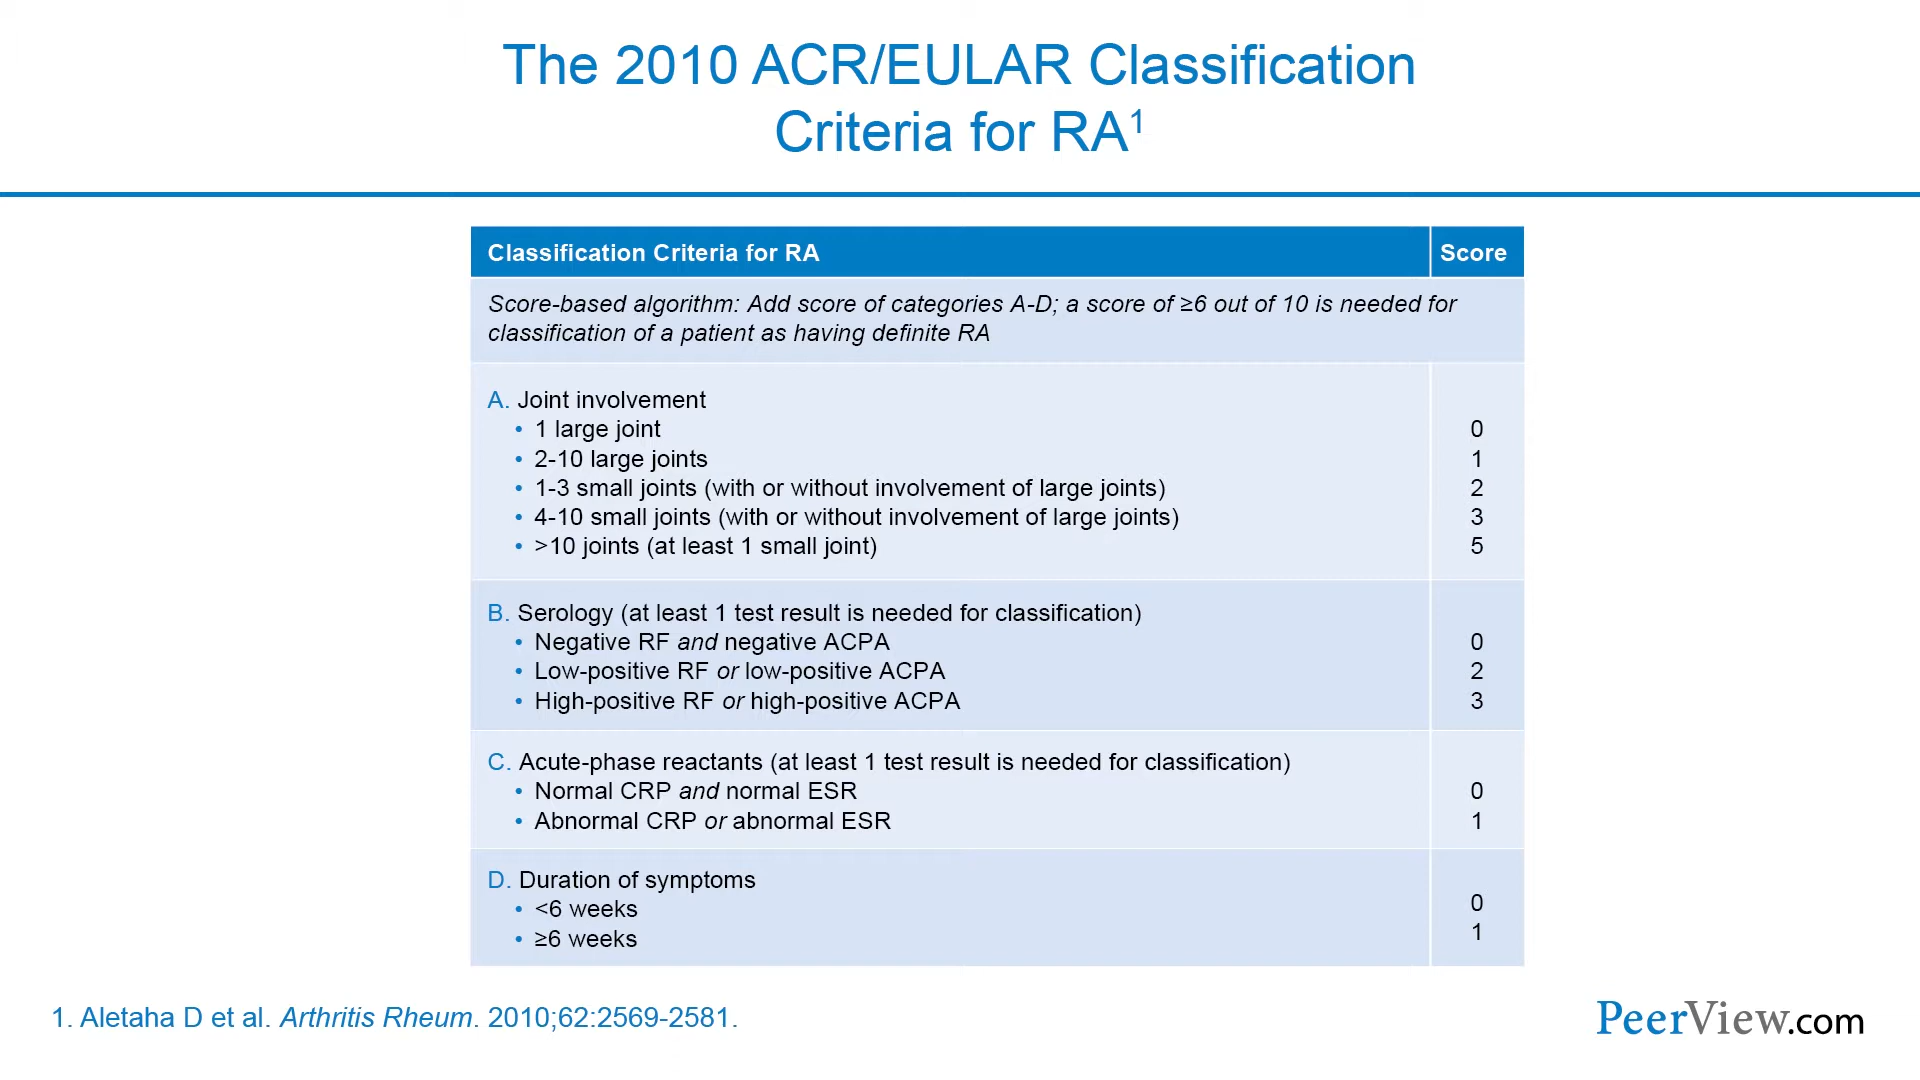 The 2010 ACR/EULAR Classification
Criteria for RA¹
Classification Criteria for RA Score
Score-based algorithm: Add score of categories A-D; a score of ≥6 out of 10 is needed for
classification of a patient as having definite RA
A. Joint involvement
• 1 large joint 0
• 2-10 large joints 1
• 1-3 small joints (with or without involvement of large joints) 2
• 4-10 small joints (with or without involvement of large joints) 3
• >10 joints (at least 1 small joint) 5
B. Serology (at least 1 test result is needed for classification)
• Negative RF and negative ACPA 0
• Low-positive RF or low-positive ACPA 2
• High-positive RF or high-positive ACPA 3
C. Acute-phase reactants (at least 1 test result is needed for classification)
• Normal CRP and normal ESR 0
• Abnormal CRP or abnormal ESR 1
D. Duration of symptoms
• <6 weeks 0
• ≥6 weeks 1
1. Aletaha D et al. Arthritis Rheum. 2010;62:2569-2581.
PeerView.com